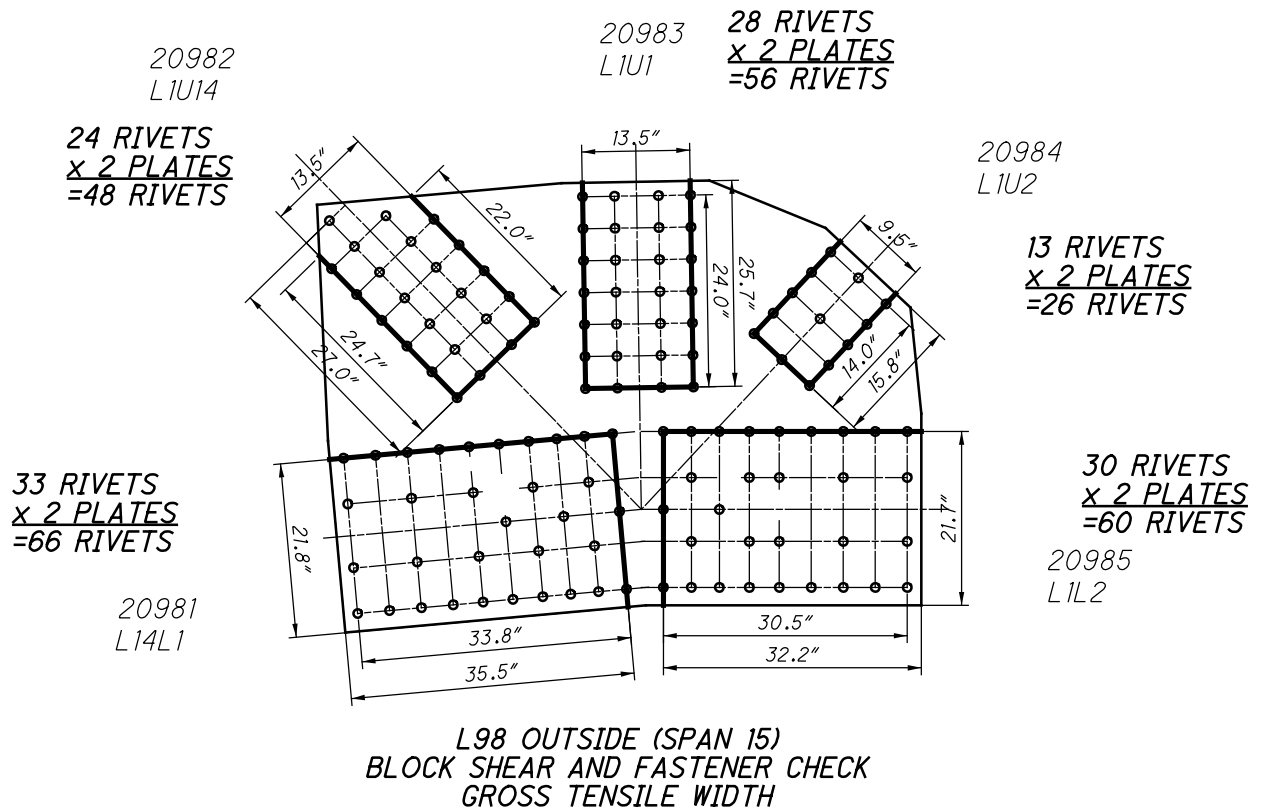 20982
L1U14
24 RIVETS
x 2 PLATES
=48 RIVETS
20983
L1U1
28 RIVETS
x 2 PLATES
=56 RIVETS
20984
L1U2
13 RIVETS
x 2 PLATES
=26 RIVETS
13.5"
22.0"
24.7"
27.0"
13.5"
25.7"
24.0"
9.5"
14.0"
15.8"
33 RIVETS
x 2 PLATES
=66 RIVETS
20981
L14L1
21.8"
33.8"
35.5"
21.7"
30.5"
32.2"
30 RIVETS
x 2 PLATES
=60 RIVETS
20985
L1L2
L98 OUTSIDE (SPAN 15)
BLOCK SHEAR AND FASTENER CHECK
GROSS TENSILE WIDTH